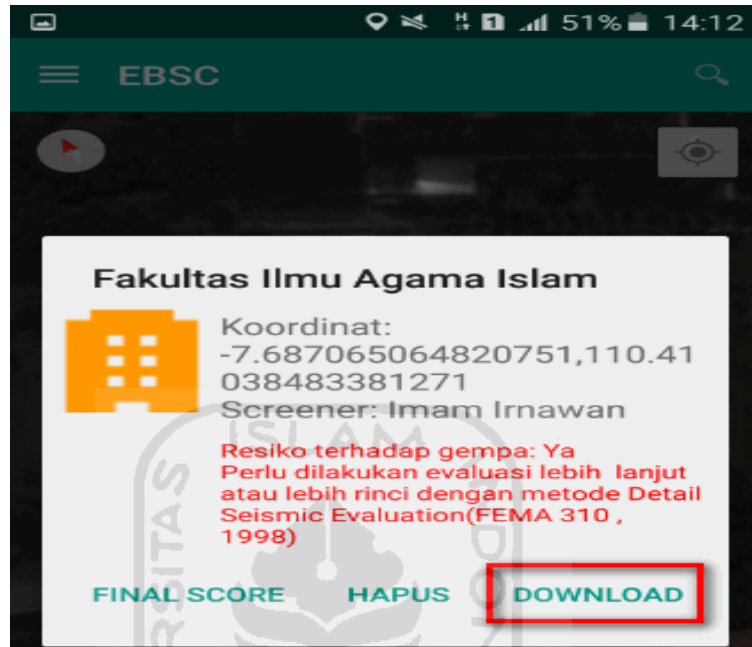 51% 14:12
EBSC
Fakultas Ilmu Agama Islam
Koordinat:
-7.687065064820751,110.41
038483381271
Screener: Imam Irnawan
Resiko terhadap gempa: Ya
Perlu dilakukan evaluasi lebih lanjut
atau lebih rinci dengan metode Detail
Seismic Evaluation(FEMA 310 ,
1998)
FINAL SCORE HAPUS DOWNLOAD
ISLAM